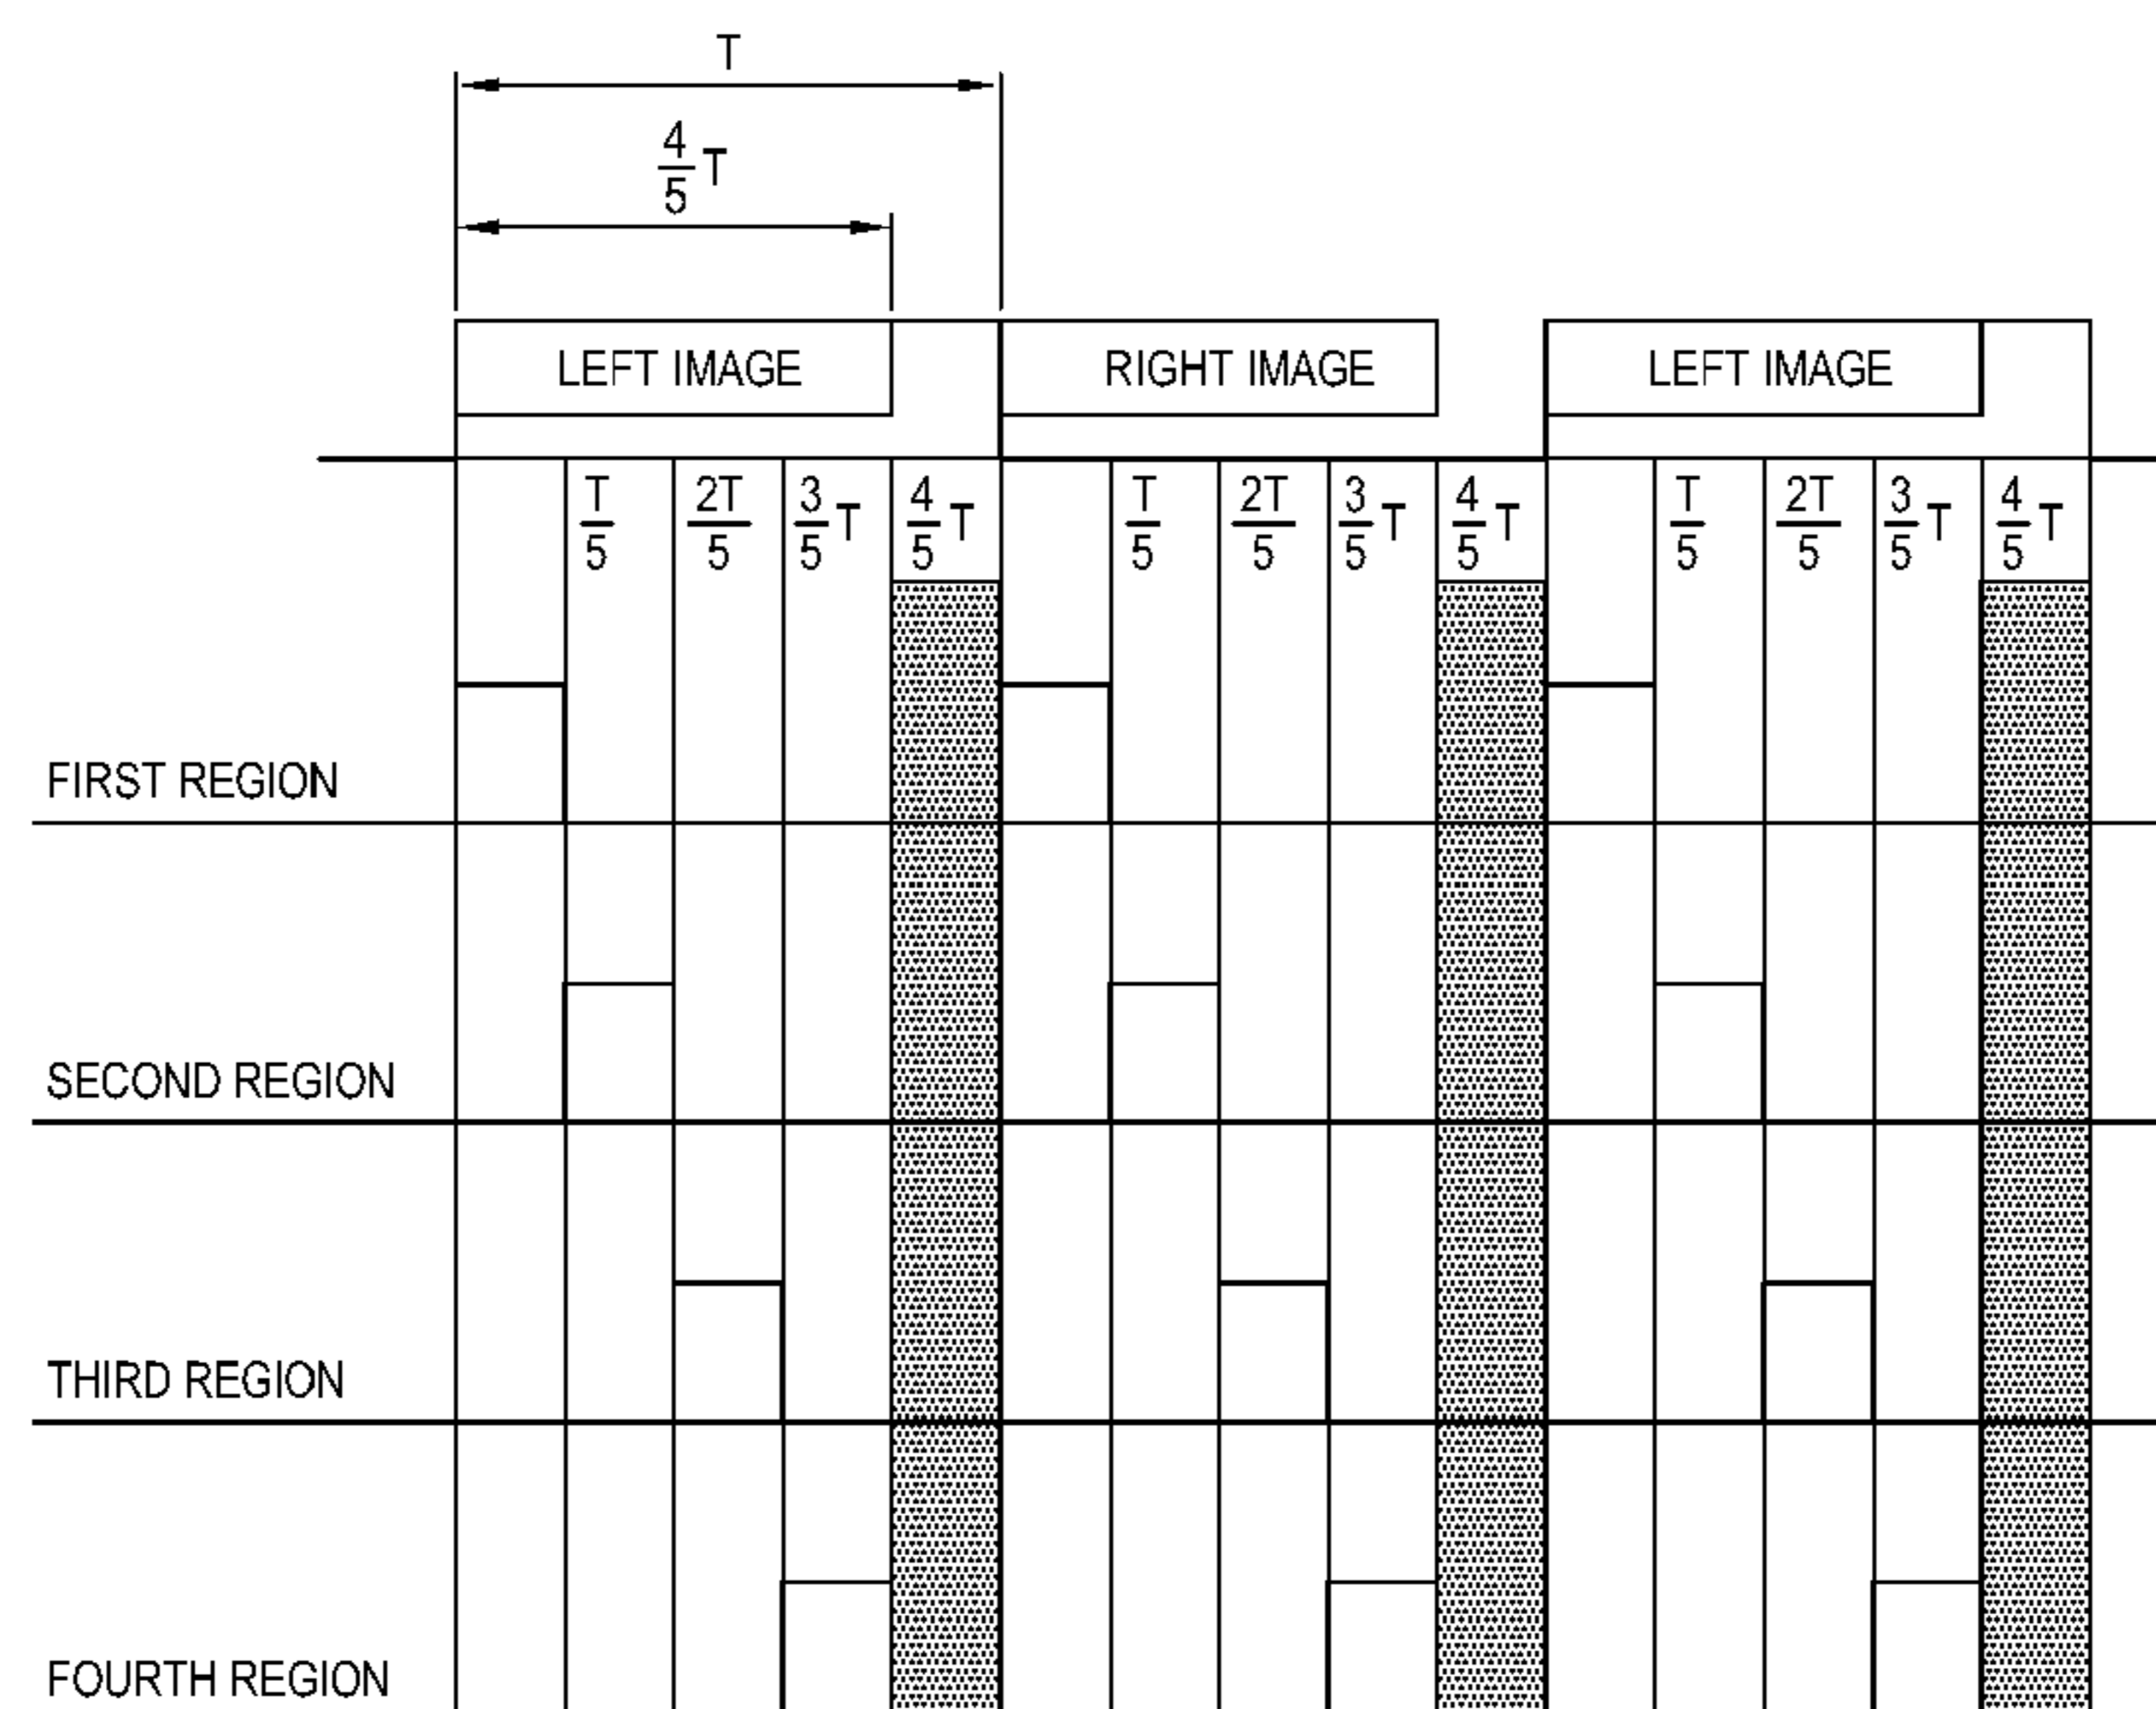 T
4/5 T
LEFT IMAGE RIGHT IMAGE LEFT IMAGE
T/5 2T/5 3/5 T 4/5 T T/5 2T/5 3/5 T 4/5 T T/5 2T/5 3/5 T 4/5 T
FIRST REGION
SECOND REGION
THIRD REGION
FOURTH REGION